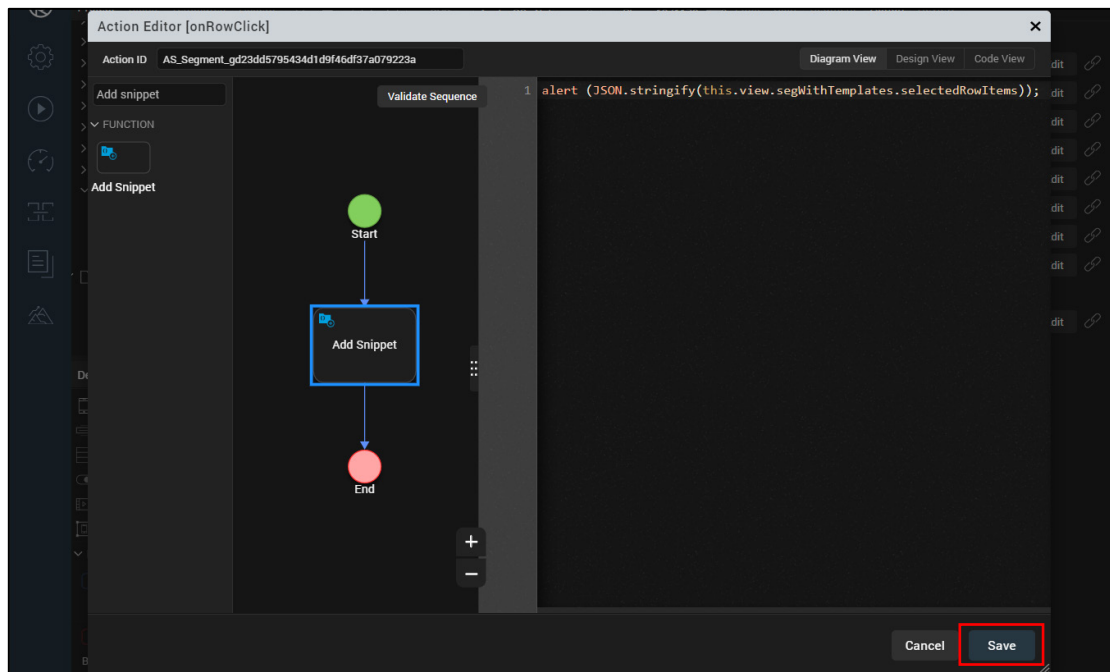 Action Editor [onRowClick]
Action ID AS_Segment_gd23dd5795434d1d9f46df37a079223a Diagram View Design View Code View
Add snippet
Validate Sequence
1 alert (JSON.stringify(this.view.segWithTemplates.selectedRowItems));
FUNCTION
Add Snippet
Start
Add Snippet
End
+
−
Cancel Save
dit
dit
dit
dit
dit
dit
dit
dit
dit
De
B